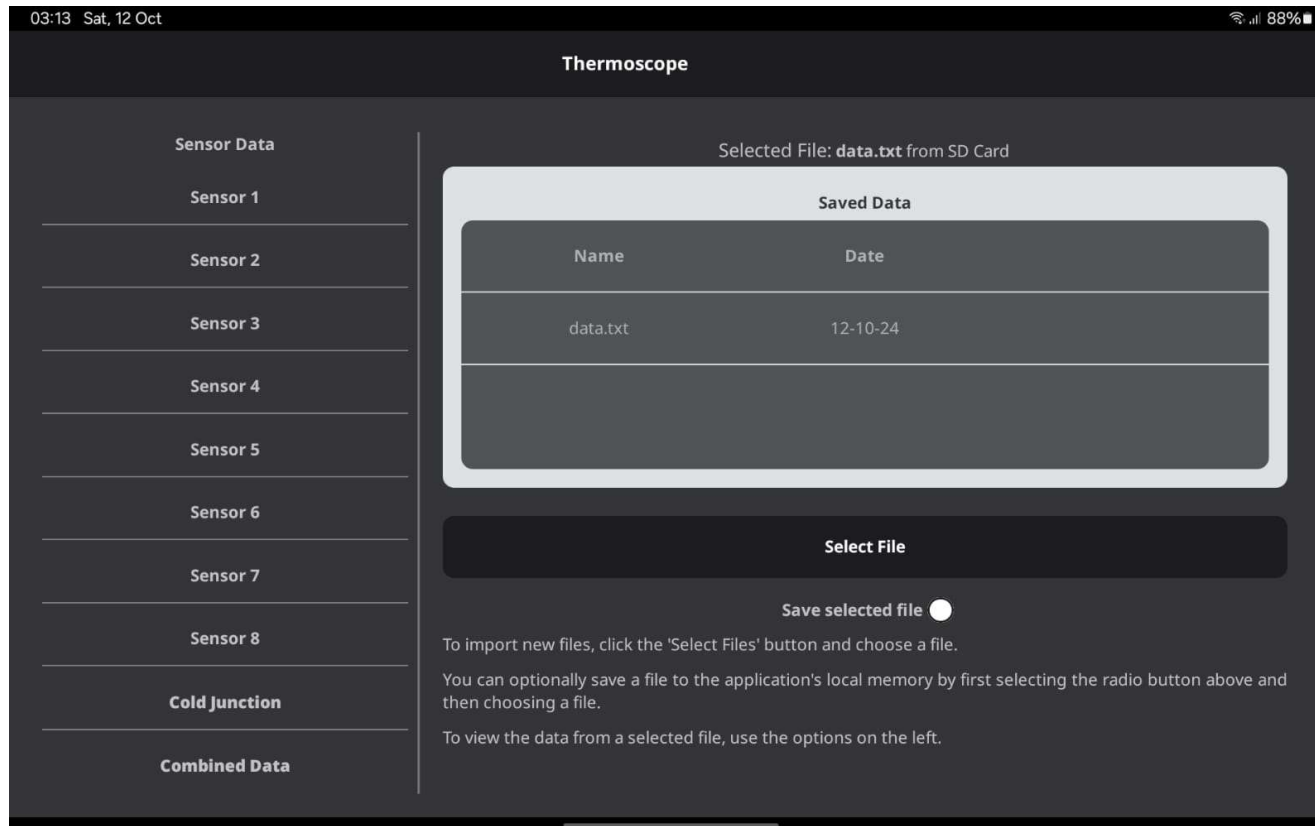 03:13 Sat, 12 Oct
88%
Thermoscope
Sensor Data
Sensor 1
Sensor 2
Sensor 3
Sensor 4
Sensor 5
Sensor 6
Sensor 7
Sensor 8
Cold Junction
Combined Data
Selected File: data.txt from SD Card
Saved Data
Name Date
data.txt 12-10-24
Select File
Save selected file
To import new files, click the 'Select Files' button and choose a file.
You can optionally save a file to the application's local memory by first selecting the radio button above and
then choosing a file.
To view the data from a selected file, use the options on the left.